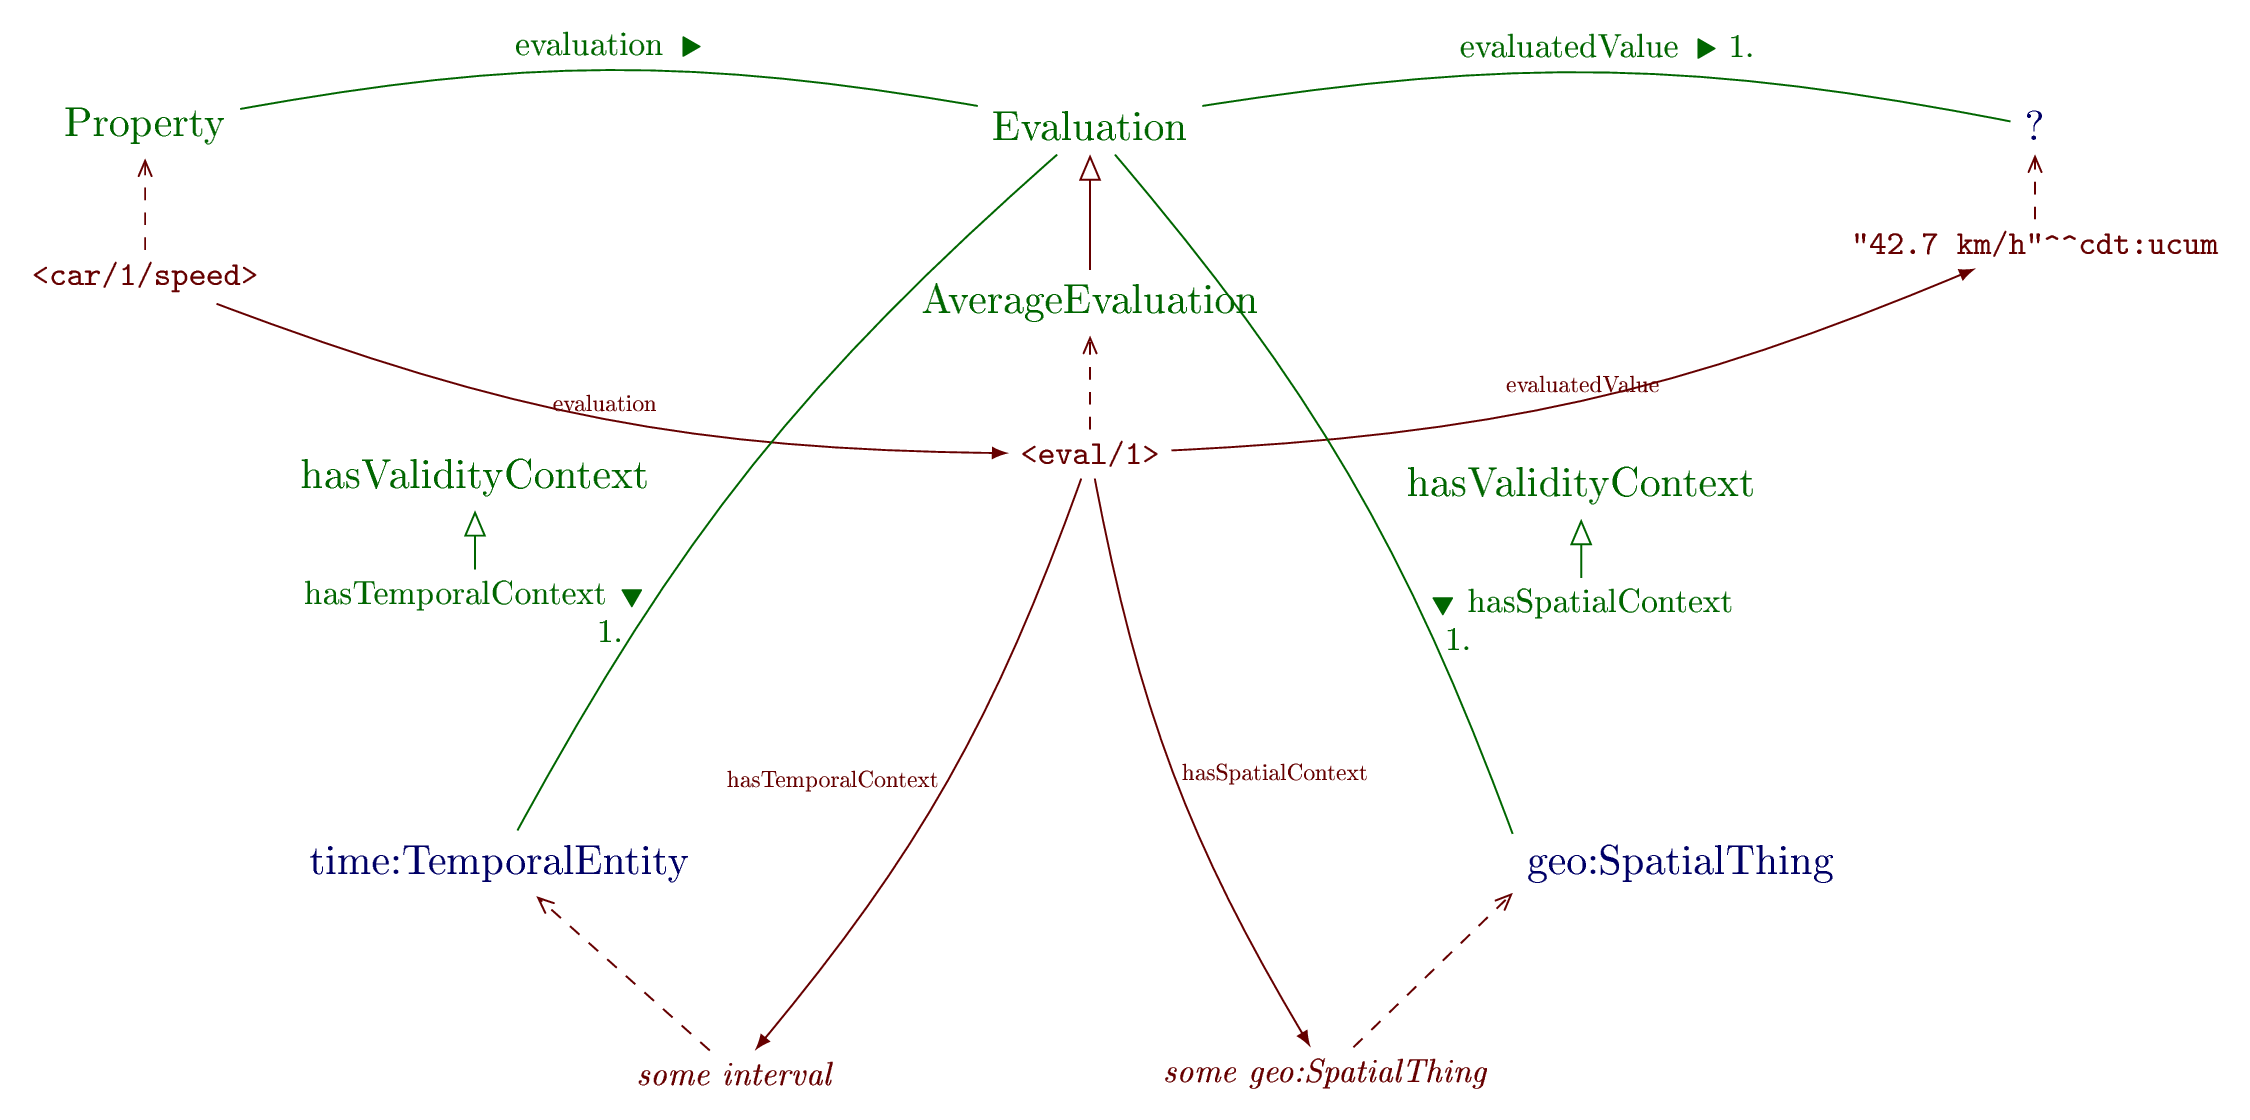 evaluation ▶
evaluatedValue ▶ 1.
Property
Evaluation
?
"42.7 km/h"^^cdt:ucum
<car/1/speed>
AverageEvaluation
evaluatedValue
evaluation
<eval/1>
hasValidityContext
hasValidityContext
hasTemporalContext ▼
1.
▼ hasSpatialContext
1.
hasTemporalContext
hasSpatialContext
time:TemporalEntity
geo:SpatialThing
some interval
some geo:SpatialThing